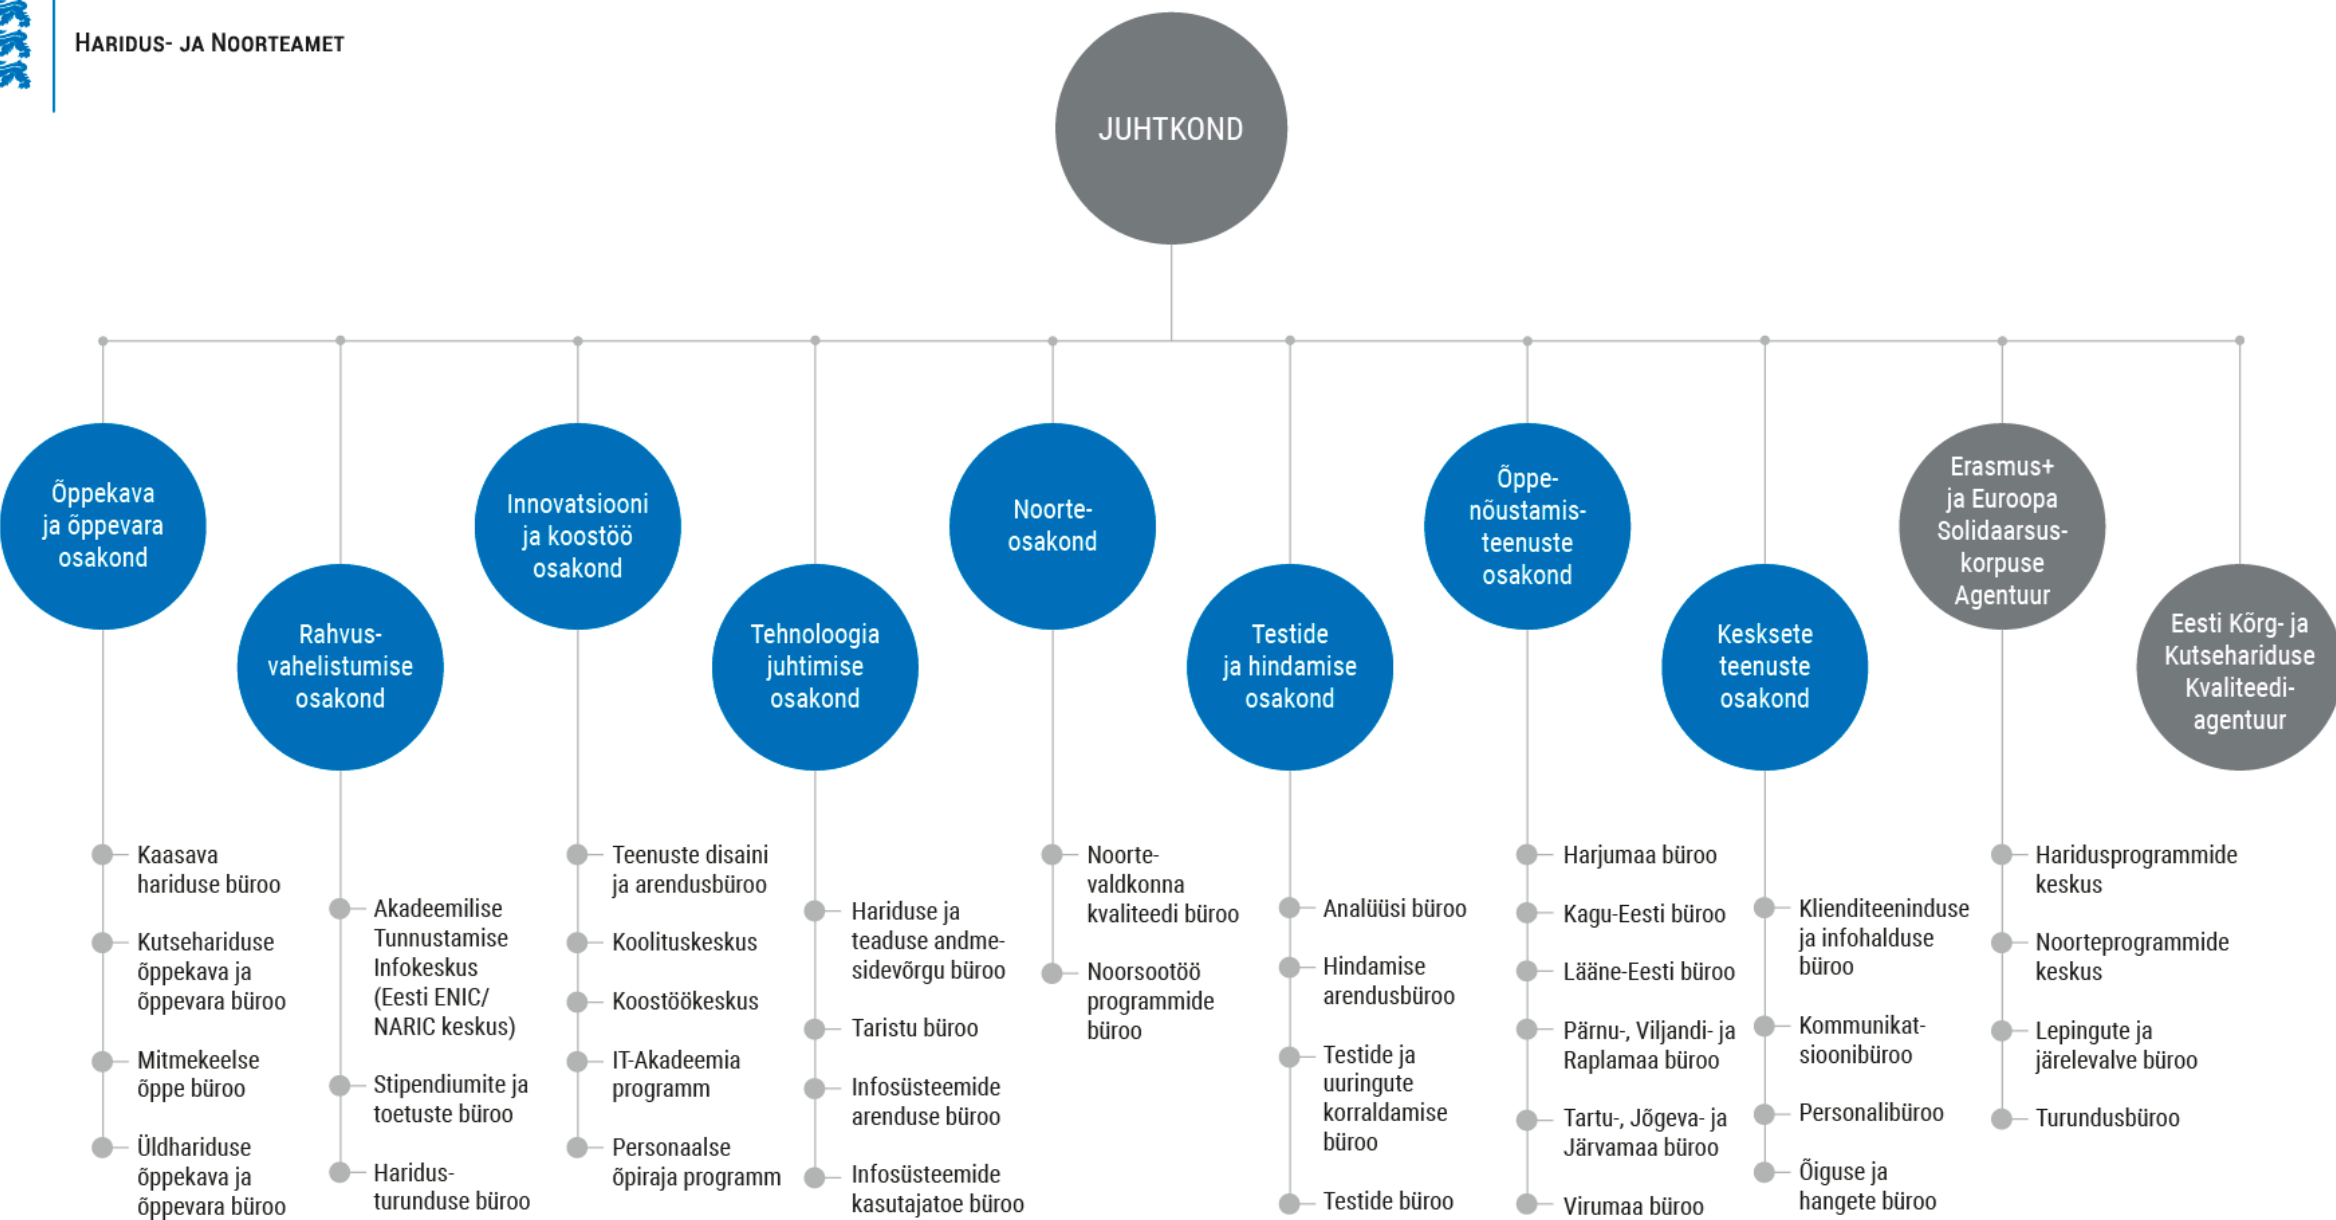 HARIDUS- JA NOORTEAMET
JUHTKOND
Õppekava
ja õppevara
osakond
Kaasava
hariduse büroo
Kutsehariduse
õppekava ja
õppevara büroo
Mitmekeelse
õppe büroo
Üldhariduse
õppekava ja
õppevara büroo
Rahvus-
vahelistumise
osakond
Akadeemilise
Tunnustamise
Infokeskus
(Eesti ENIC/
NARIC keskus)
Stipendiumite ja
toetuste büroo
Haridus-
turunduse büroo
Innovatsiooni
ja koostöö
osakond
Teenuste disaini
ja arendusbüroo
Koolituskeskus
Koostöökeskus
IT-Akadeemia
programm
Personaalse
õpiraja programm
Tehnoloogia
juhtimise
osakond
Hariduse ja
teaduse andme-
sidevõrgu büroo
Taristu büroo
Infosüsteemide
arenduse büroo
Infosüsteemide
kasutajatoe büroo
Noorte-
osakond
Noorte-
valdkonna
kvaliteedi büroo
Noorsootöö
programmide
büroo
Testide
ja hindamise
osakond
Analüüsi büroo
Hindamise
arendusbüroo
Testide ja
uuringute
korraldamise
büroo
Testide büroo
Õppe-
nõustamis-
teenuste
osakond
Harjumaa büroo
Kagu-Eesti büroo
Lääne-Eesti büroo
Pärnu-, Viljandi- ja
Raplamaa büroo
Tartu-, Jõgeva- ja
Järvamaa büroo
Virumaa büroo
Kesksete
teenuste
osakond
Klienditeeninduse
ja infohalduse
büroo
Kommunikat-
sioonibüroo
Personalibüroo
Õiguse ja
hangete büroo
Erasmus+
ja Euroopa
Solidaarsus-
korpuse
Agentuur
Haridusprogrammide
keskus
Noorteprogrammide
keskus
Lepingute ja
järelevalve büroo
Turundusbüroo
Eesti Kõrg- ja
Kutsehariduse
Kvaliteedi-
agentuur